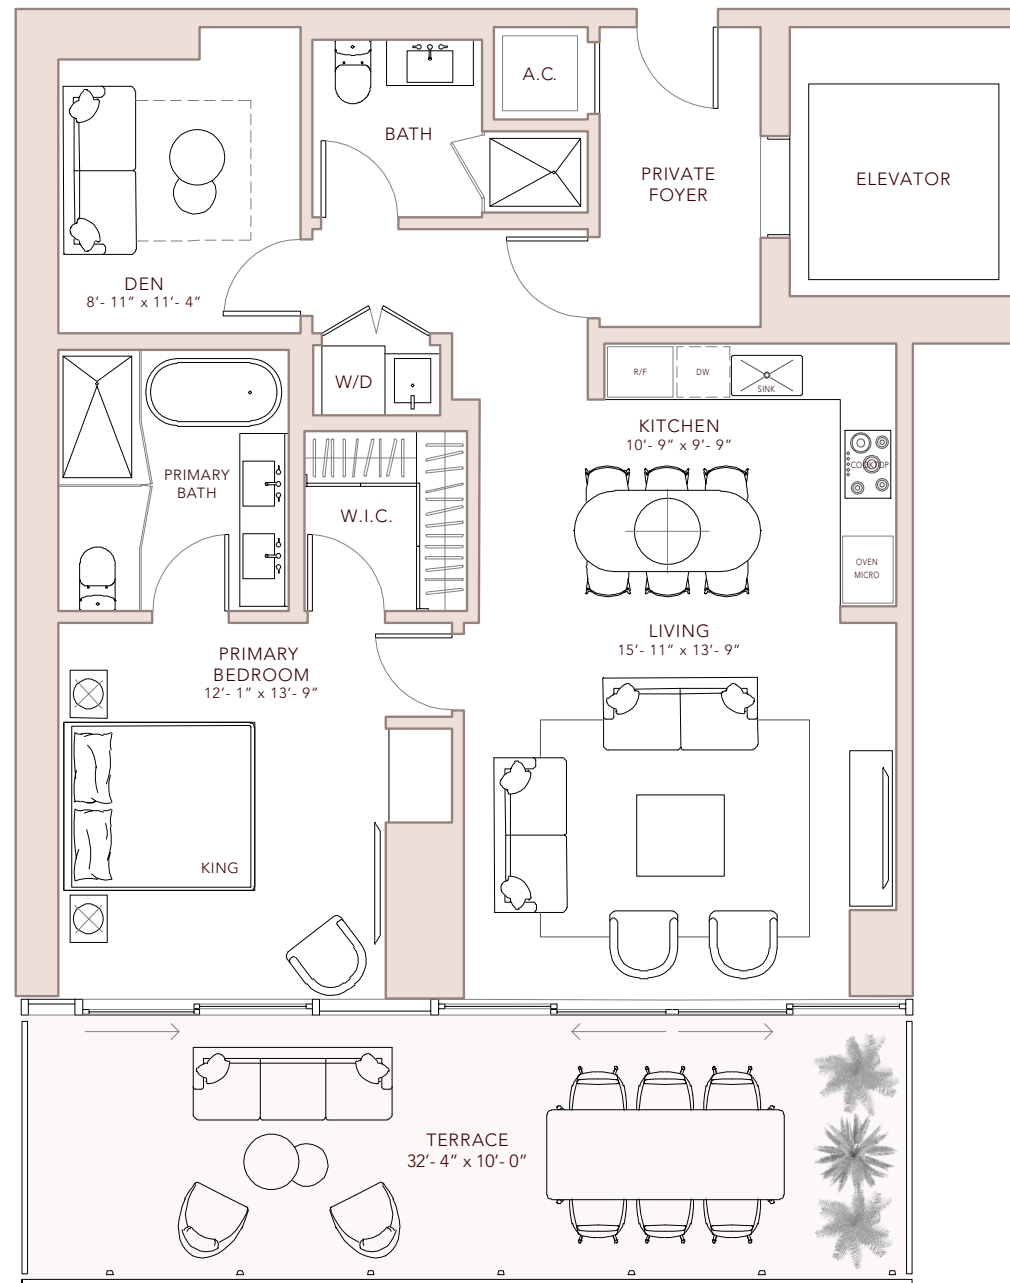 A.C.
BATH
PRIVATE
FOYER
ELEVATOR
DEN
8'- 11" x 11'- 4"
W/D
R/F
DW
SINK
KITCHEN
10'- 9" x 9'- 9"
COOKTOP
PRIMARY
BATH
W.I.C.
OVEN
MICRO
LIVING
15'- 11" x 13'- 9"
PRIMARY
BEDROOM
12'- 1" x 13'- 9"
KING
TERRACE
32'- 4" x 10'- 0"